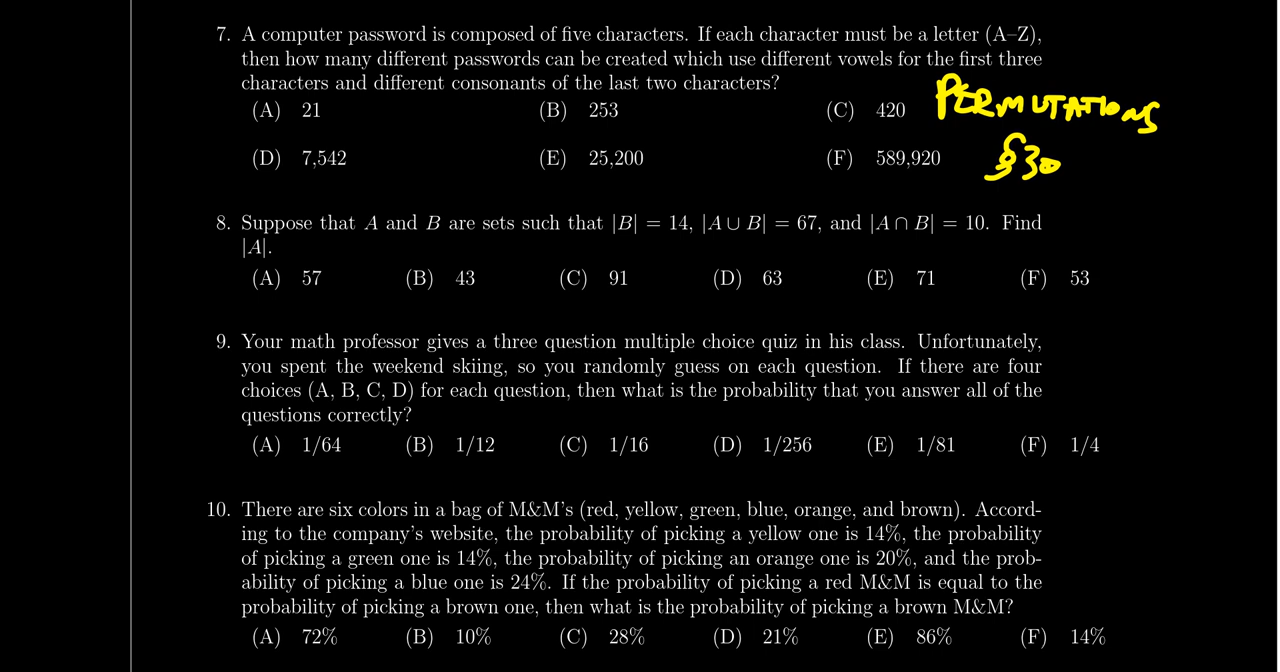 7. A computer password is composed of five characters. If each character must be a letter (A–Z),
then how many different passwords can be created which use different vowels for the first three
characters and different consonants of the last two characters?
(A) 21 (B) 253 (C) 420 PERMUTATIONS
(D) 7,542 (E) 25,200 (F) 589,920 §30
8. Suppose that A and B are sets such that |B| = 14, |A ∪ B| = 67, and |A ∩ B| = 10. Find
|A|.
(A) 57 (B) 43 (C) 91 (D) 63 (E) 71 (F) 53
9. Your math professor gives a three question multiple choice quiz in his class. Unfortunately,
you spent the weekend skiing, so you randomly guess on each question. If there are four
choices (A, B, C, D) for each question, then what is the probability that you answer all of the
questions correctly?
(A) 1/64 (B) 1/12 (C) 1/16 (D) 1/256 (E) 1/81 (F) 1/4
10. There are six colors in a bag of M&M's (red, yellow, green, blue, orange, and brown). Accord-
ing to the company's website, the probability of picking a yellow one is 14%, the probability
of picking a green one is 14%, the probability of picking an orange one is 20%, and the prob-
ability of picking a blue one is 24%. If the probability of picking a red M&M is equal to the
probability of picking a brown one, then what is the probability of picking a brown M&M?
(A) 72% (B) 10% (C) 28% (D) 21% (E) 86% (F) 14%